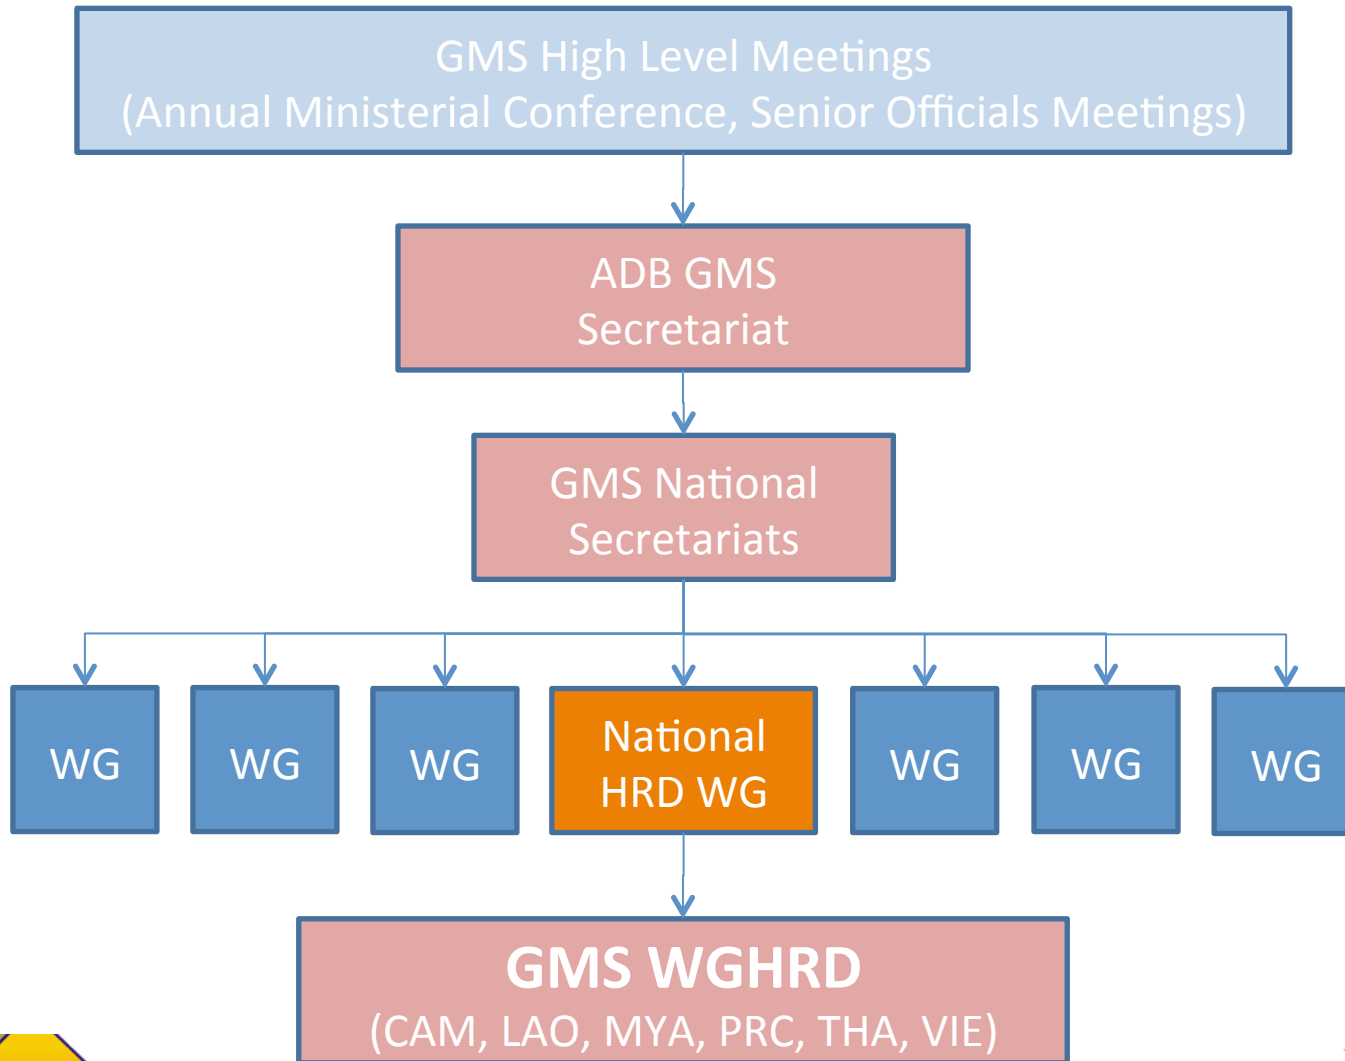 GMS High Level Meetings
(Annual Ministerial Conference, Senior Officials Meetings)
ADB GMS
Secretariat
GMS National
Secretariats
WG
WG
WG
National
HRD WG
WG
WG
WG
GMS WGHRD
(CAM, LAO, MYA, PRC, THA, VIE)